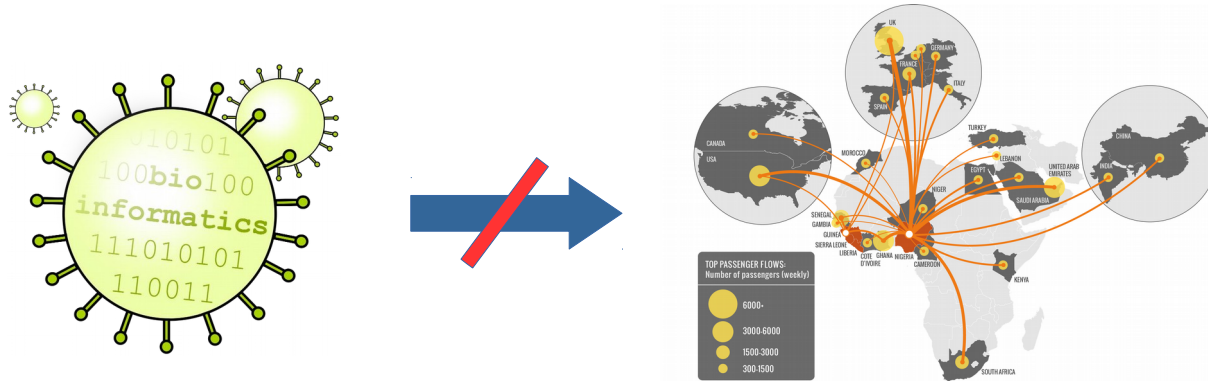 010101
100bio100
informatics
111010101
110011
UK
GERMANY
FRANCE
ITALY
SPAIN
CANADA
USA
MOROCCO
TURKEY
LEBANON
EGYPT
UNITED ARAB
EMIRATES
SAUDI ARABIA
CHINA
INDIA
NIGER
SENEGAL
GAMBIA
GUINEA
SIERRA LEONE
LIBERIA
COTE
D'IVOIRE
GHANA
NIGERIA
CAMEROON
KENYA
SOUTH AFRICA
TOP PASSENGER FLOWS:
Number of passengers (weekly)
6000+
3000-6000
1500-3000
300-1500